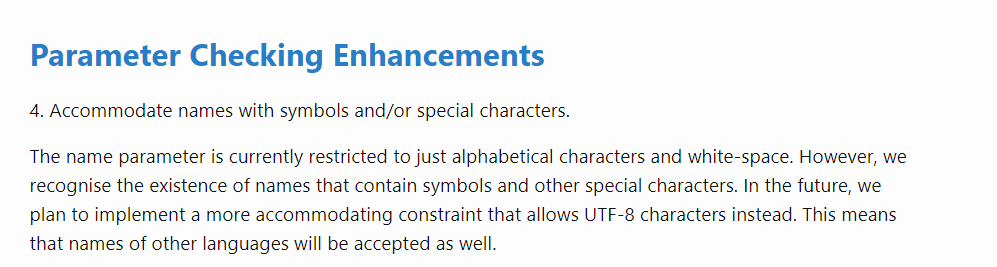 Parameter Checking Enhancements
4. Accommodate names with symbols and/or special characters.
The name parameter is currently restricted to just alphabetical characters and white-space. However, we
recognise the existence of names that contain symbols and other special characters. In the future, we
plan to implement a more accommodating constraint that allows UTF-8 characters instead. This means
that names of other languages will be accepted as well.